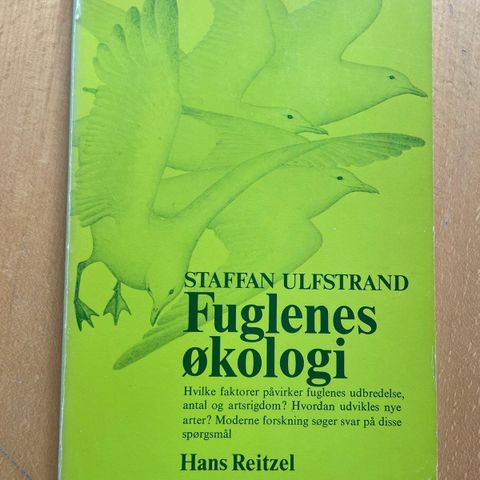 STAFFAN ULFSTRAND
Fuglenes
økologi
Hvilke faktorer påvirker fuglenes udbredelse,
antal og artsrigdom? Hvordan udvikles nye
arter? Moderne forskning søger svar på disse
spørgsmål
Hans Reitzel